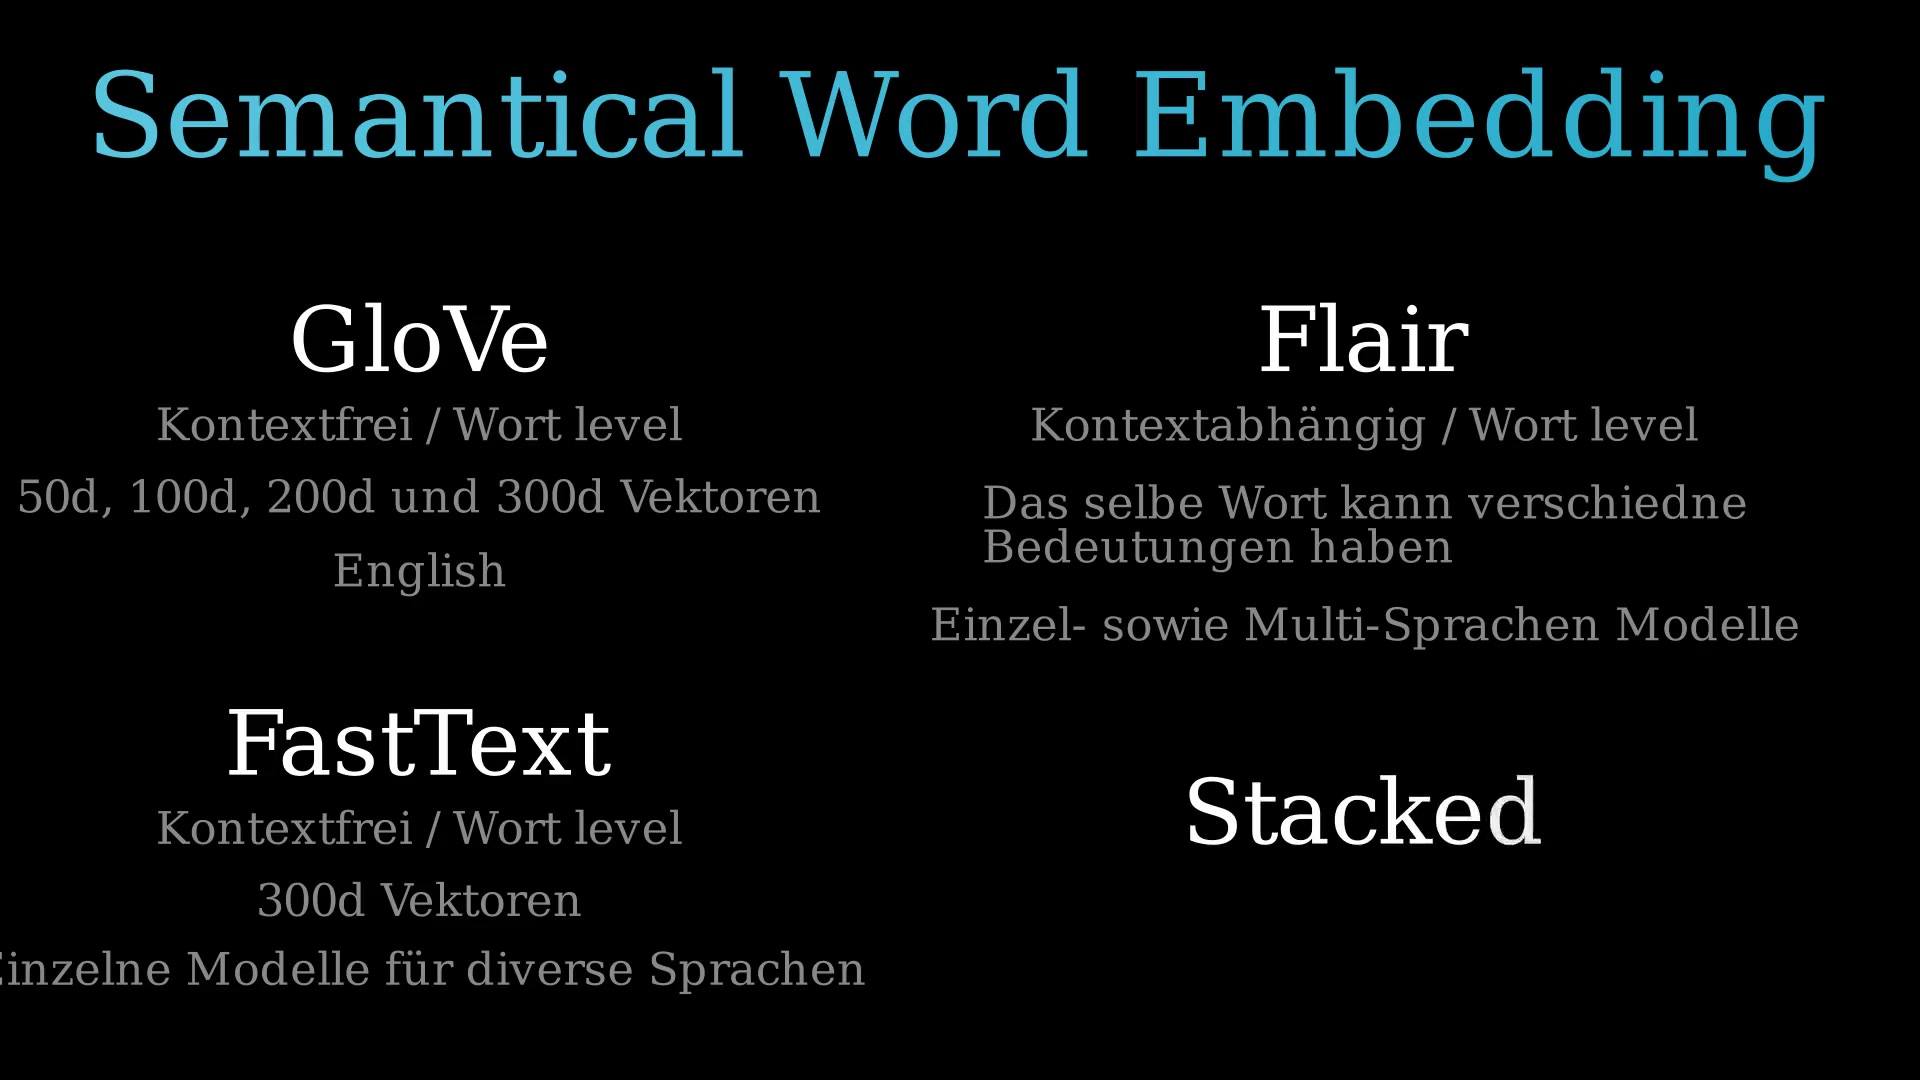 Semantical Word Embedding
GloVe
Kontextfrei / Wort level
50d, 100d, 200d und 300d Vektoren
English
Flair
Kontextabhängig / Wort level
Das selbe Wort kann verschiedne
Bedeutungen haben
Einzel- sowie Multi-Sprachen Modelle
FastText
Kontextfrei / Wort level
300d Vektoren
Einzelne Modelle für diverse Sprachen
Stacked